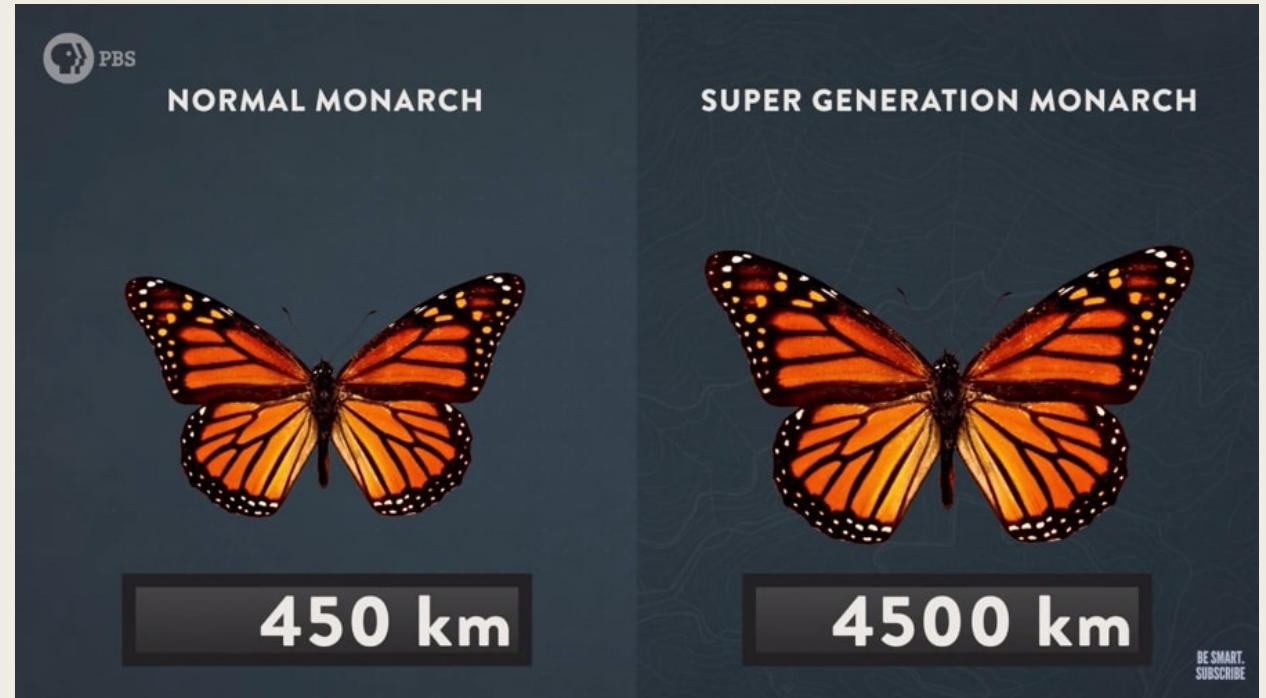 PBS
NORMAL MONARCH
SUPER GENERATION MONARCH
450 km
4500 km
BE SMART.
SUBSCRIBE